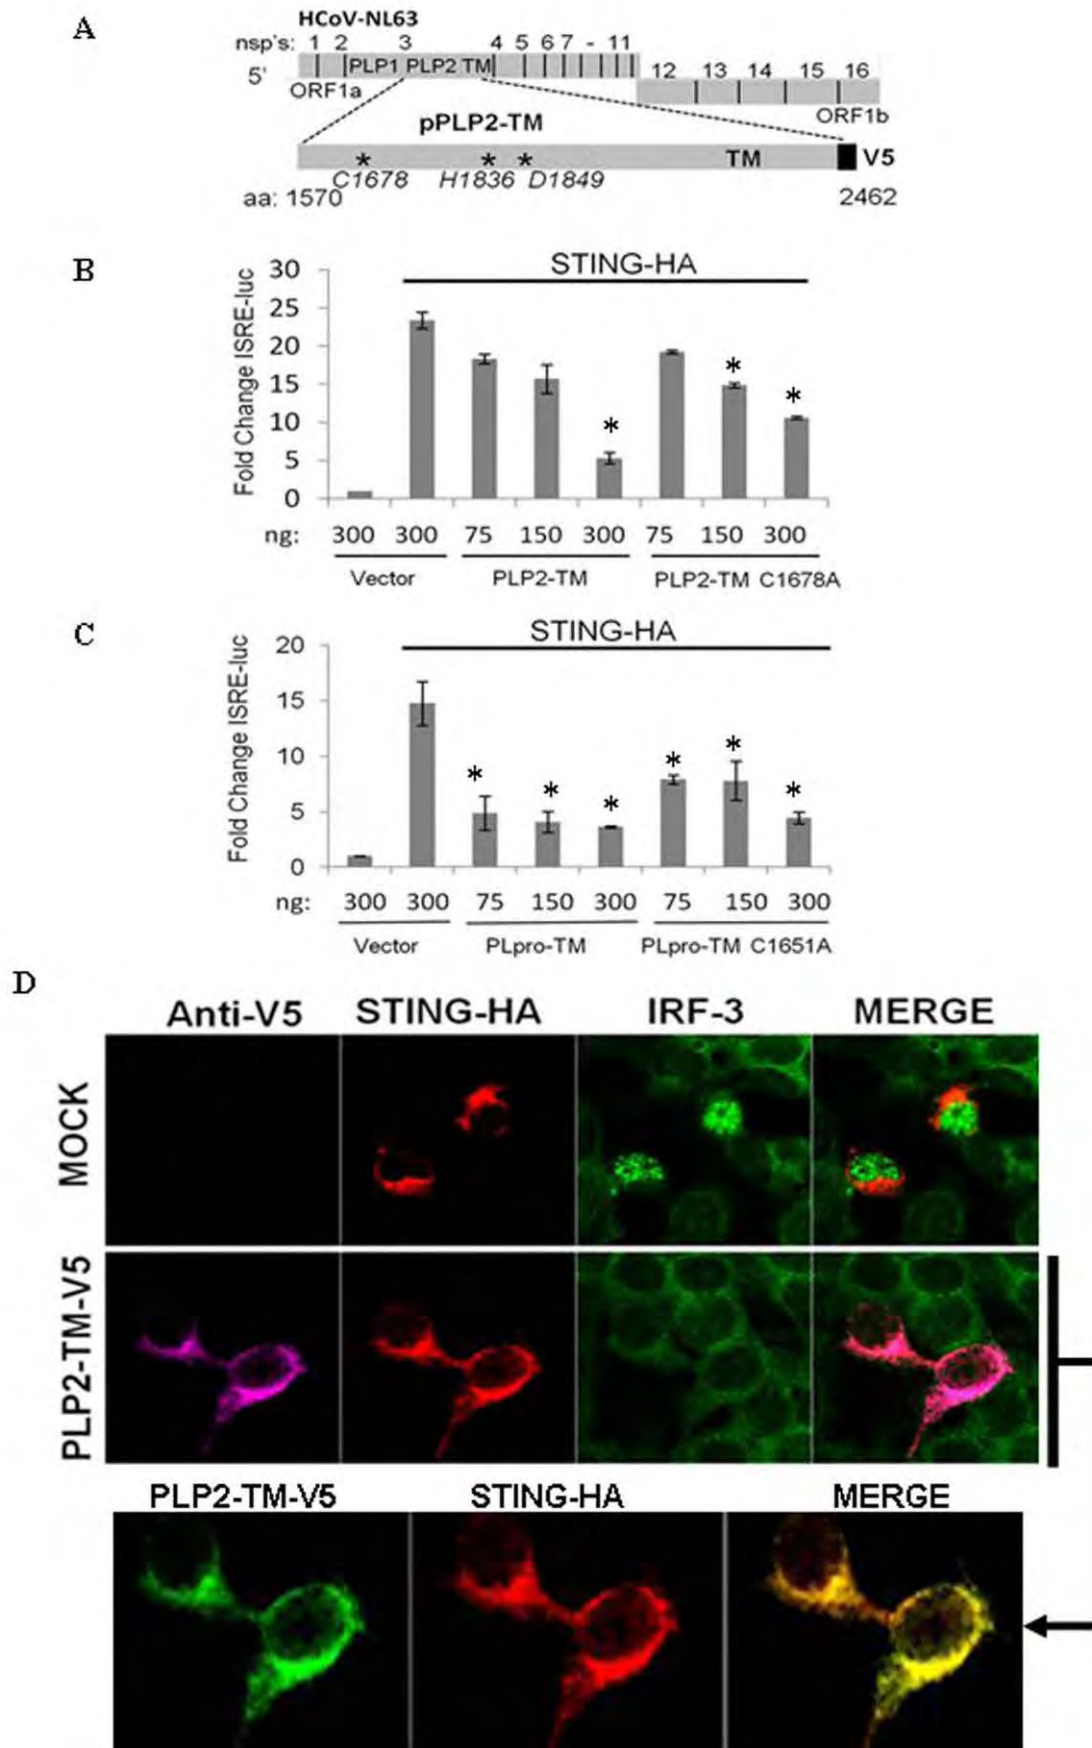 A
HCoV-NL63
nsp's: 1 2 3 4 5 6 7 - 11
5' PLP1 PLP2 TM 12 13 14 15 16
ORF1a
ORF1b
pPLP2-TM
* * * TM V5
C1678 H1836 D1849
aa: 1570 2462
B
STING-HA
Fold Change ISRE-luc
30
25
20
15
10
5
0
* * *
ng: 300 300 75 150 300 75 150 300
Vector PLP2-TM PLP2-TM C1678A
C
STING-HA
Fold Change ISRE-luc
20
15
10
5
0
* * * * * *
ng: 300 300 75 150 300 75 150 300
Vector PLpro-TM PLpro-TM C1651A
D
Anti-V5 STING-HA IRF-3 MERGE
MOCK
PLP2-TM-V5
PLP2-TM-V5 STING-HA MERGE